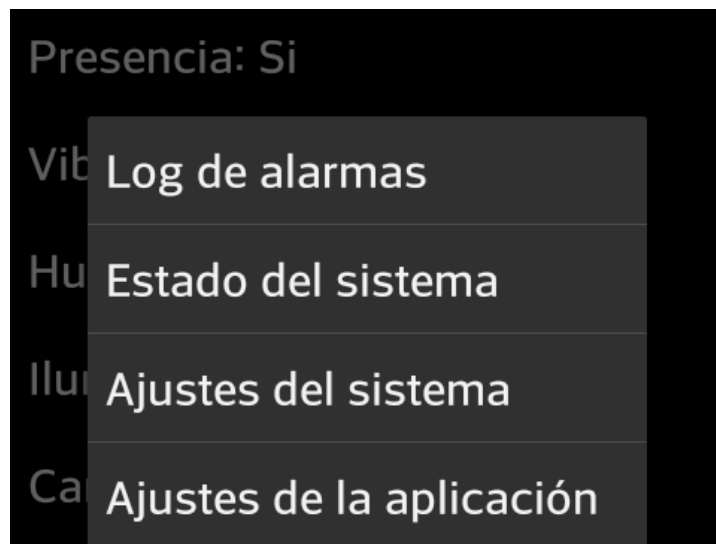 Presencia: Si
Log de alarmas
Estado del sistema
Ajustes del sistema
Ajustes de la aplicación